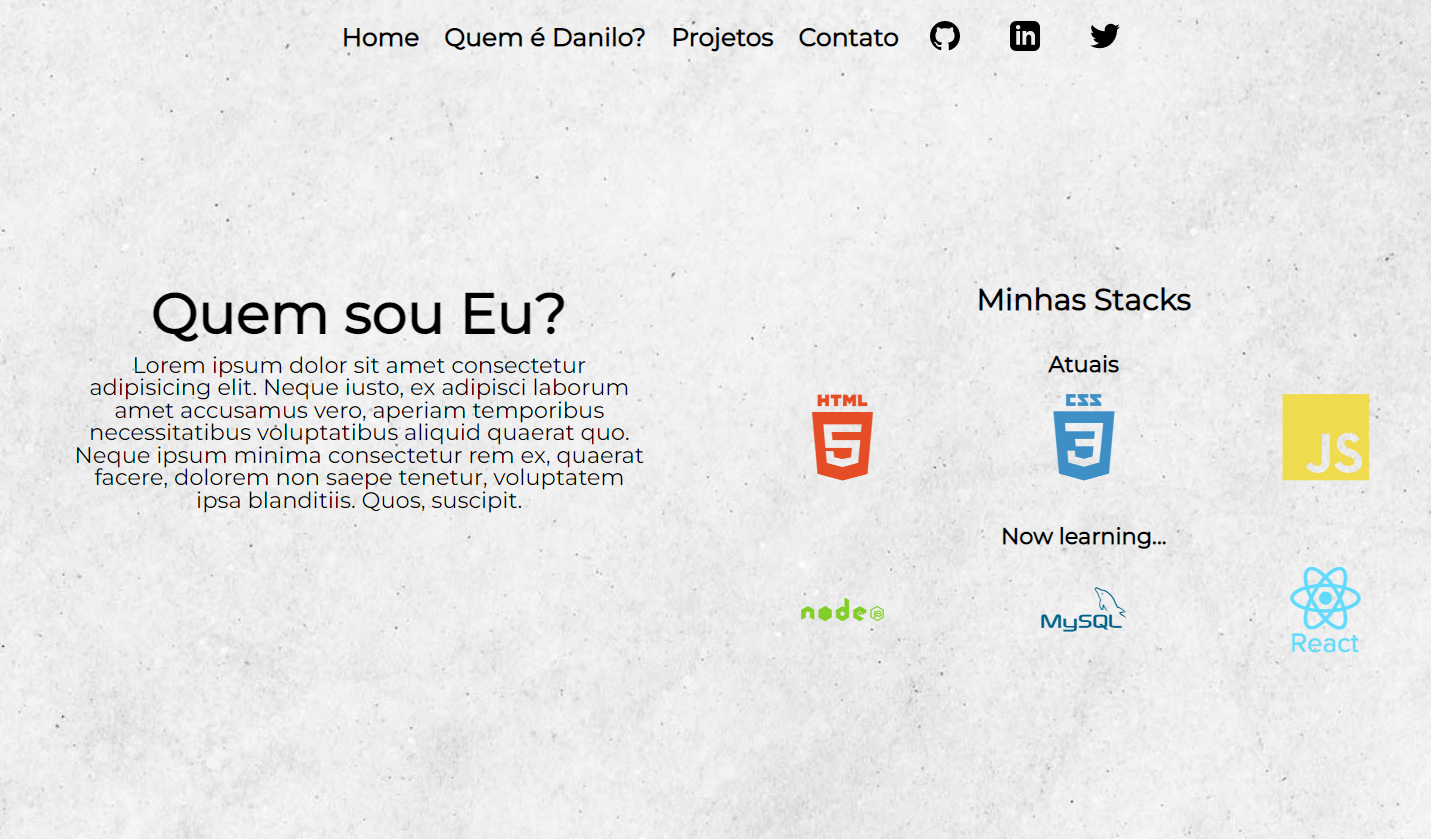 Home Quem é Danilo? Projetos Contato in
Quem sou Eu?
Lorem ipsum dolor sit amet consectetur
adipisicing elit. Neque iusto, ex adipisci laborum
amet accusamus vero, aperiam temporibus
necessitatibus voluptatibus aliquid quaerat quo.
Neque ipsum minima consectetur rem ex, quaerat
facere, dolorem non saepe tenetur, voluptatem
ipsa blanditiis. Quos, suscipit.
Minhas Stacks
Atuais
HTML CSS
5 3 JS
Now learning...
node JS MySQL
React